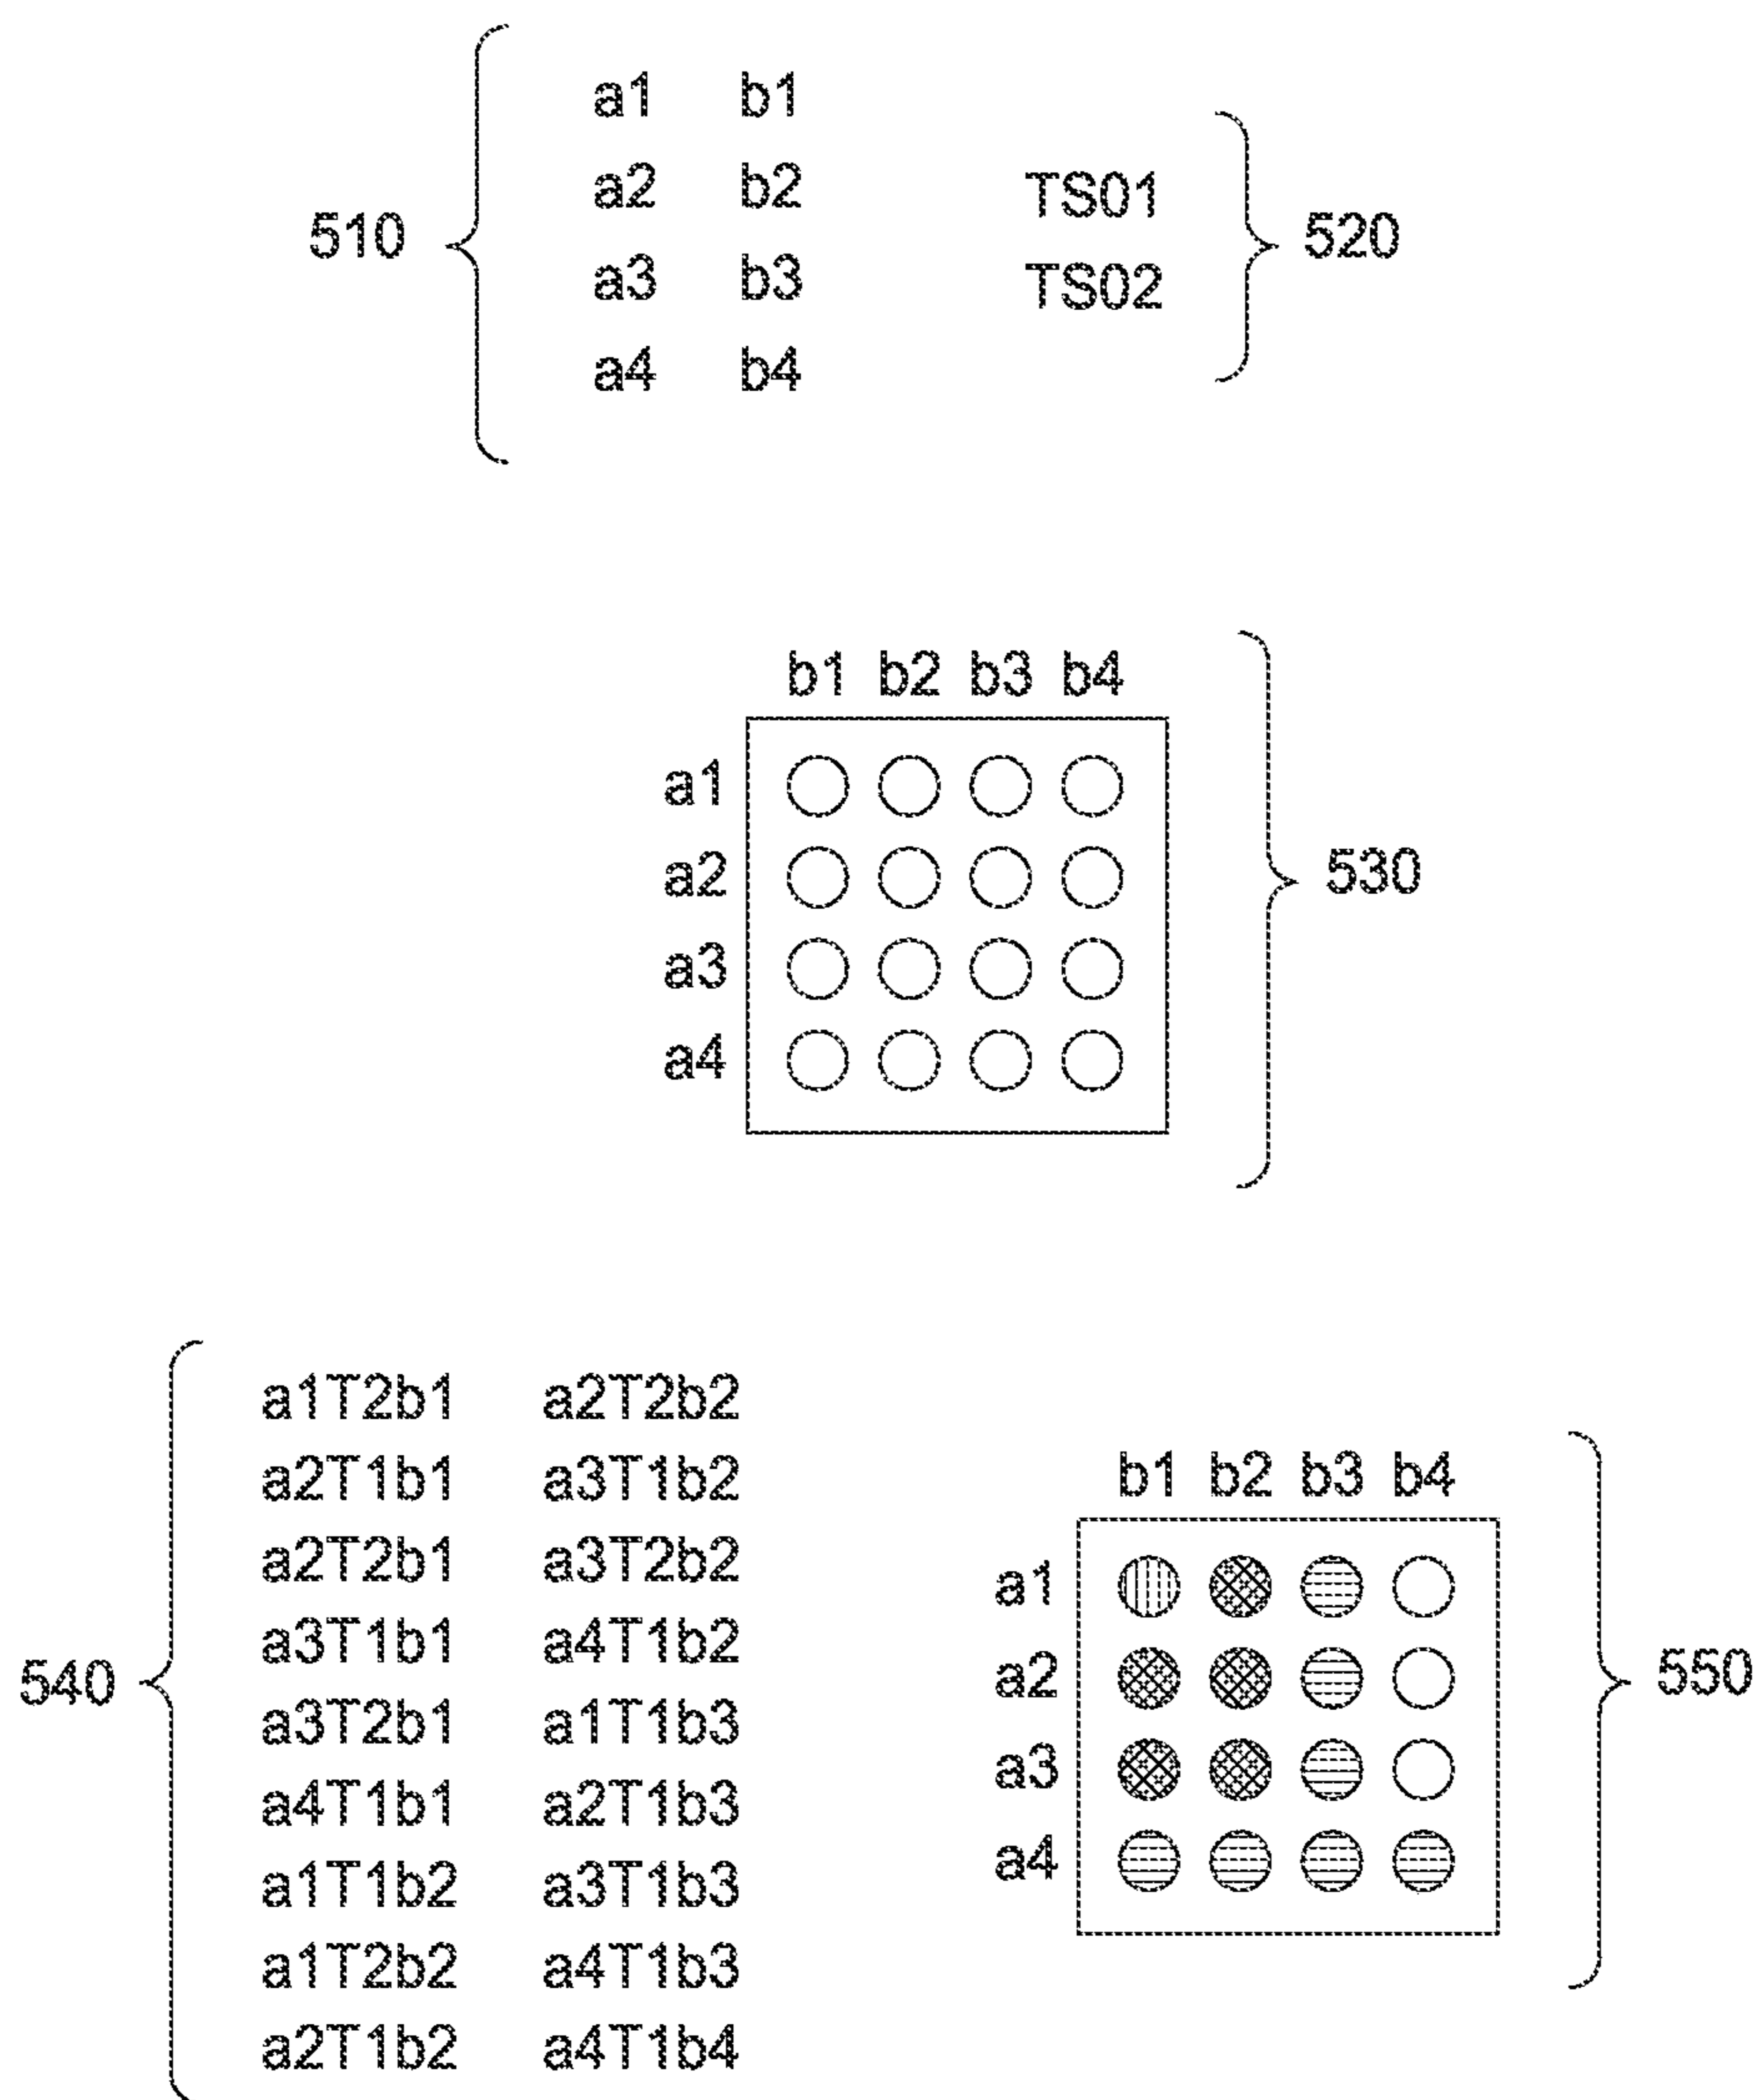 a1 b1
a2 b2
a3 b3
a4 b4
510
TS01
TS02
520
b1 b2 b3 b4
a1
a2
a3
a4
530
540
a1T2b1 a2T2b2
a2T1b1 a3T1b2
a2T2b1 a3T2b2
a3T1b1 a4T1b2
a3T2b1 a1T1b3
a4T1b1 a2T1b3
a1T1b2 a3T1b3
a1T2b2 a4T1b3
a2T1b2 a4T1b4
b1 b2 b3 b4
a1
a2
a3
a4
550